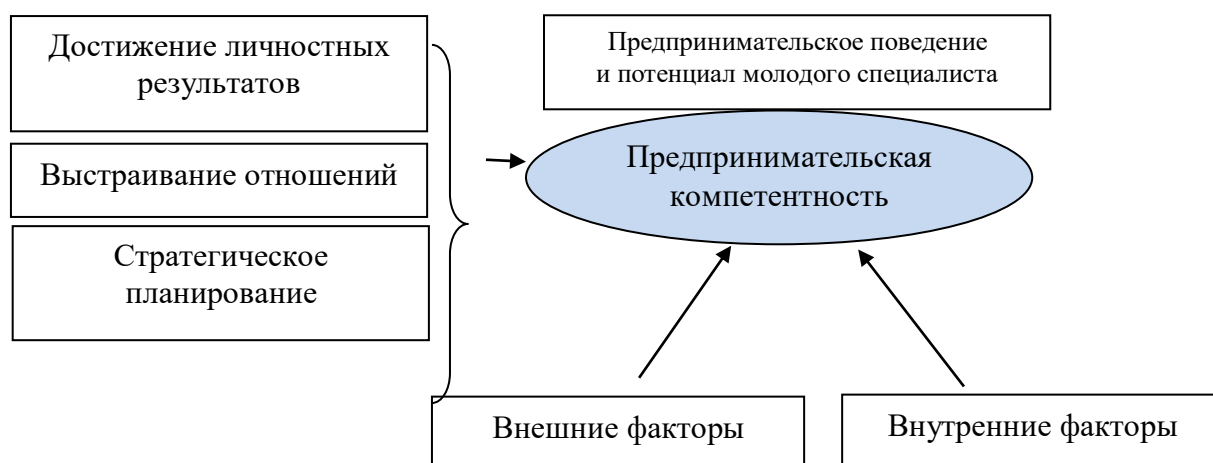 Достижение личностных
результатов
Выстраивание отношений
Стратегическое
планирование
Предпринимательское поведение
и потенциал молодого специалиста
Предпринимательская
компетентность
Внешние факторы
Внутренние факторы